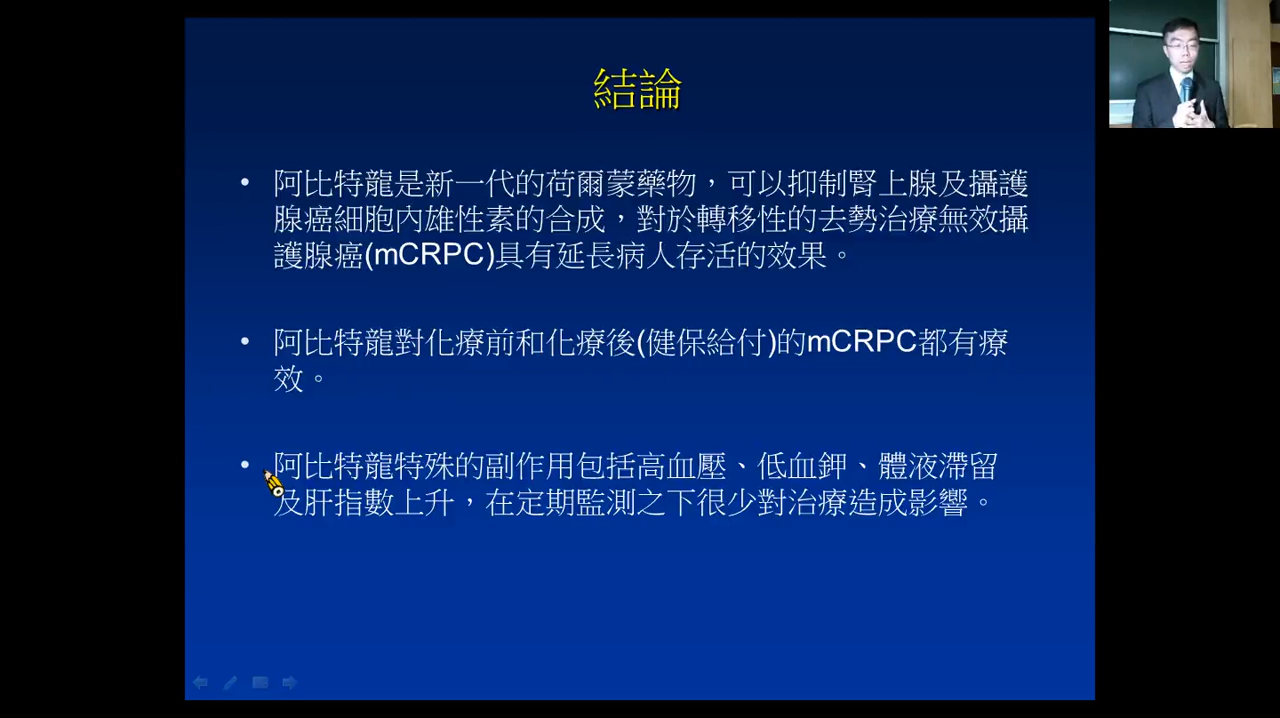 結論
• 阿比特龍是新一代的荷爾蒙藥物，可以抑制腎上腺及攝護
腺癌細胞內雄性素的合成，對於轉移性的去勢治療無效攝
護腺癌(mCRPC)具有延長病人存活的效果。
• 阿比特龍對化療前和化療後(健保給付)的mCRPC都有療
效。
• 阿比特龍特殊的副作用包括高血壓、低血鉀、體液滯留
及肝指數上升，在定期監測之下很少對治療造成影響。